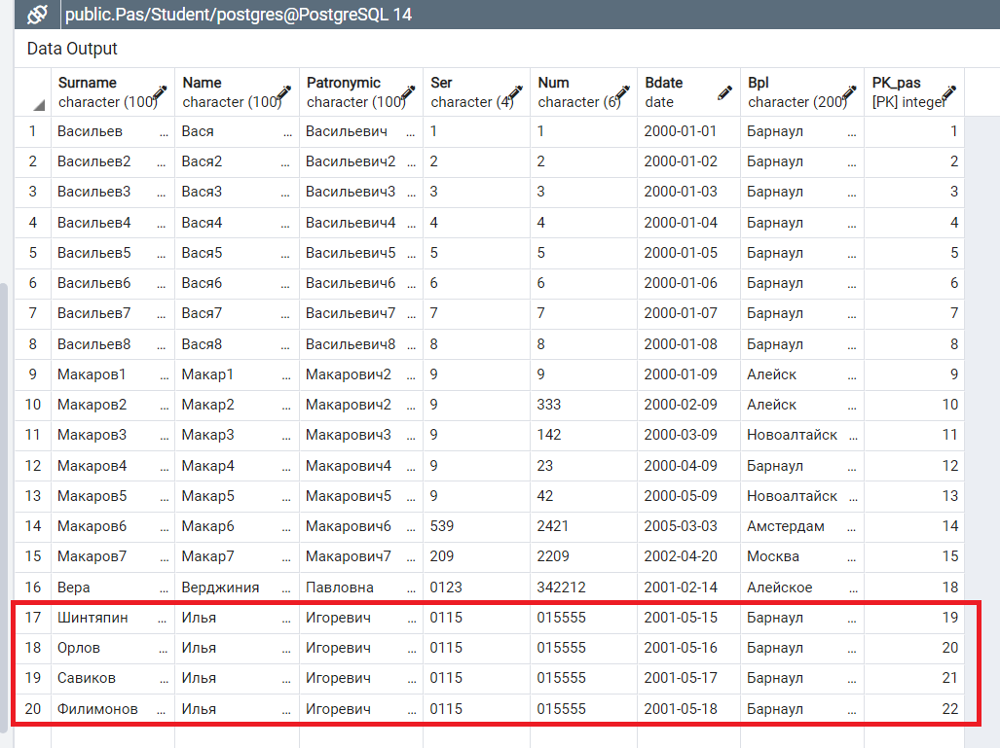 public.Pas/Student/postgres@PostgreSQL 14
Data Output
Surname Name Patronymic Ser Num Bdate Bpl PK_pas
character (100) character (100) character (100) character (4) character (6) date character (200) [PK] integer
1 Васильев ... Вася ... Васильевич ... 1 1 2000-01-01 Барнаул ... 1
2 Васильев2 ... Вася2 ... Васильевич2 ... 2 2 2000-01-02 Барнаул ... 2
3 Васильев3 ... Вася3 ... Васильевич3 ... 3 3 2000-01-03 Барнаул ... 3
4 Васильев4 ... Вася4 ... Васильевич4 ... 4 4 2000-01-04 Барнаул ... 4
5 Васильев5 ... Вася5 ... Васильевич5 ... 5 5 2000-01-05 Барнаул ... 5
6 Васильев6 ... Вася6 ... Васильевич6 ... 6 6 2000-01-06 Барнаул ... 6
7 Васильев7 ... Вася7 ... Васильевич7 ... 7 7 2000-01-07 Барнаул ... 7
8 Васильев8 ... Вася8 ... Васильевич8 ... 8 8 2000-01-08 Барнаул ... 8
9 Макаров1 ... Макар1 ... Макарович2 ... 9 9 2000-01-09 Алейск ... 9
10 Макаров2 ... Макар2 ... Макарович2 ... 9 333 2000-02-09 Алейск ... 10
11 Макаров3 ... Макар3 ... Макарович3 ... 9 142 2000-03-09 Новоалтайск ... 11
12 Макаров4 ... Макар4 ... Макарович4 ... 9 23 2000-04-09 Барнаул ... 12
13 Макаров5 ... Макар5 ... Макарович5 ... 9 42 2000-05-09 Новоалтайск ... 13
14 Макаров6 ... Макар6 ... Макарович6 ... 539 2421 2005-03-03 Амстердам ... 14
15 Макаров7 ... Макар7 ... Макарович7 ... 209 2209 2002-04-20 Москва ... 15
16 Вера ... Верджиния ... Павловна ... 0123 342212 2001-02-14 Алейское ... 18
17 Шинтяпин ... Илья ... Игоревич ... 0115 015555 2001-05-15 Барнаул ... 19
18 Орлов ... Илья ... Игоревич ... 0115 015555 2001-05-16 Барнаул ... 20
19 Савиков ... Илья ... Игоревич ... 0115 015555 2001-05-17 Барнаул ... 21
20 Филимонов ... Илья ... Игоревич ... 0115 015555 2001-05-18 Барнаул ... 22